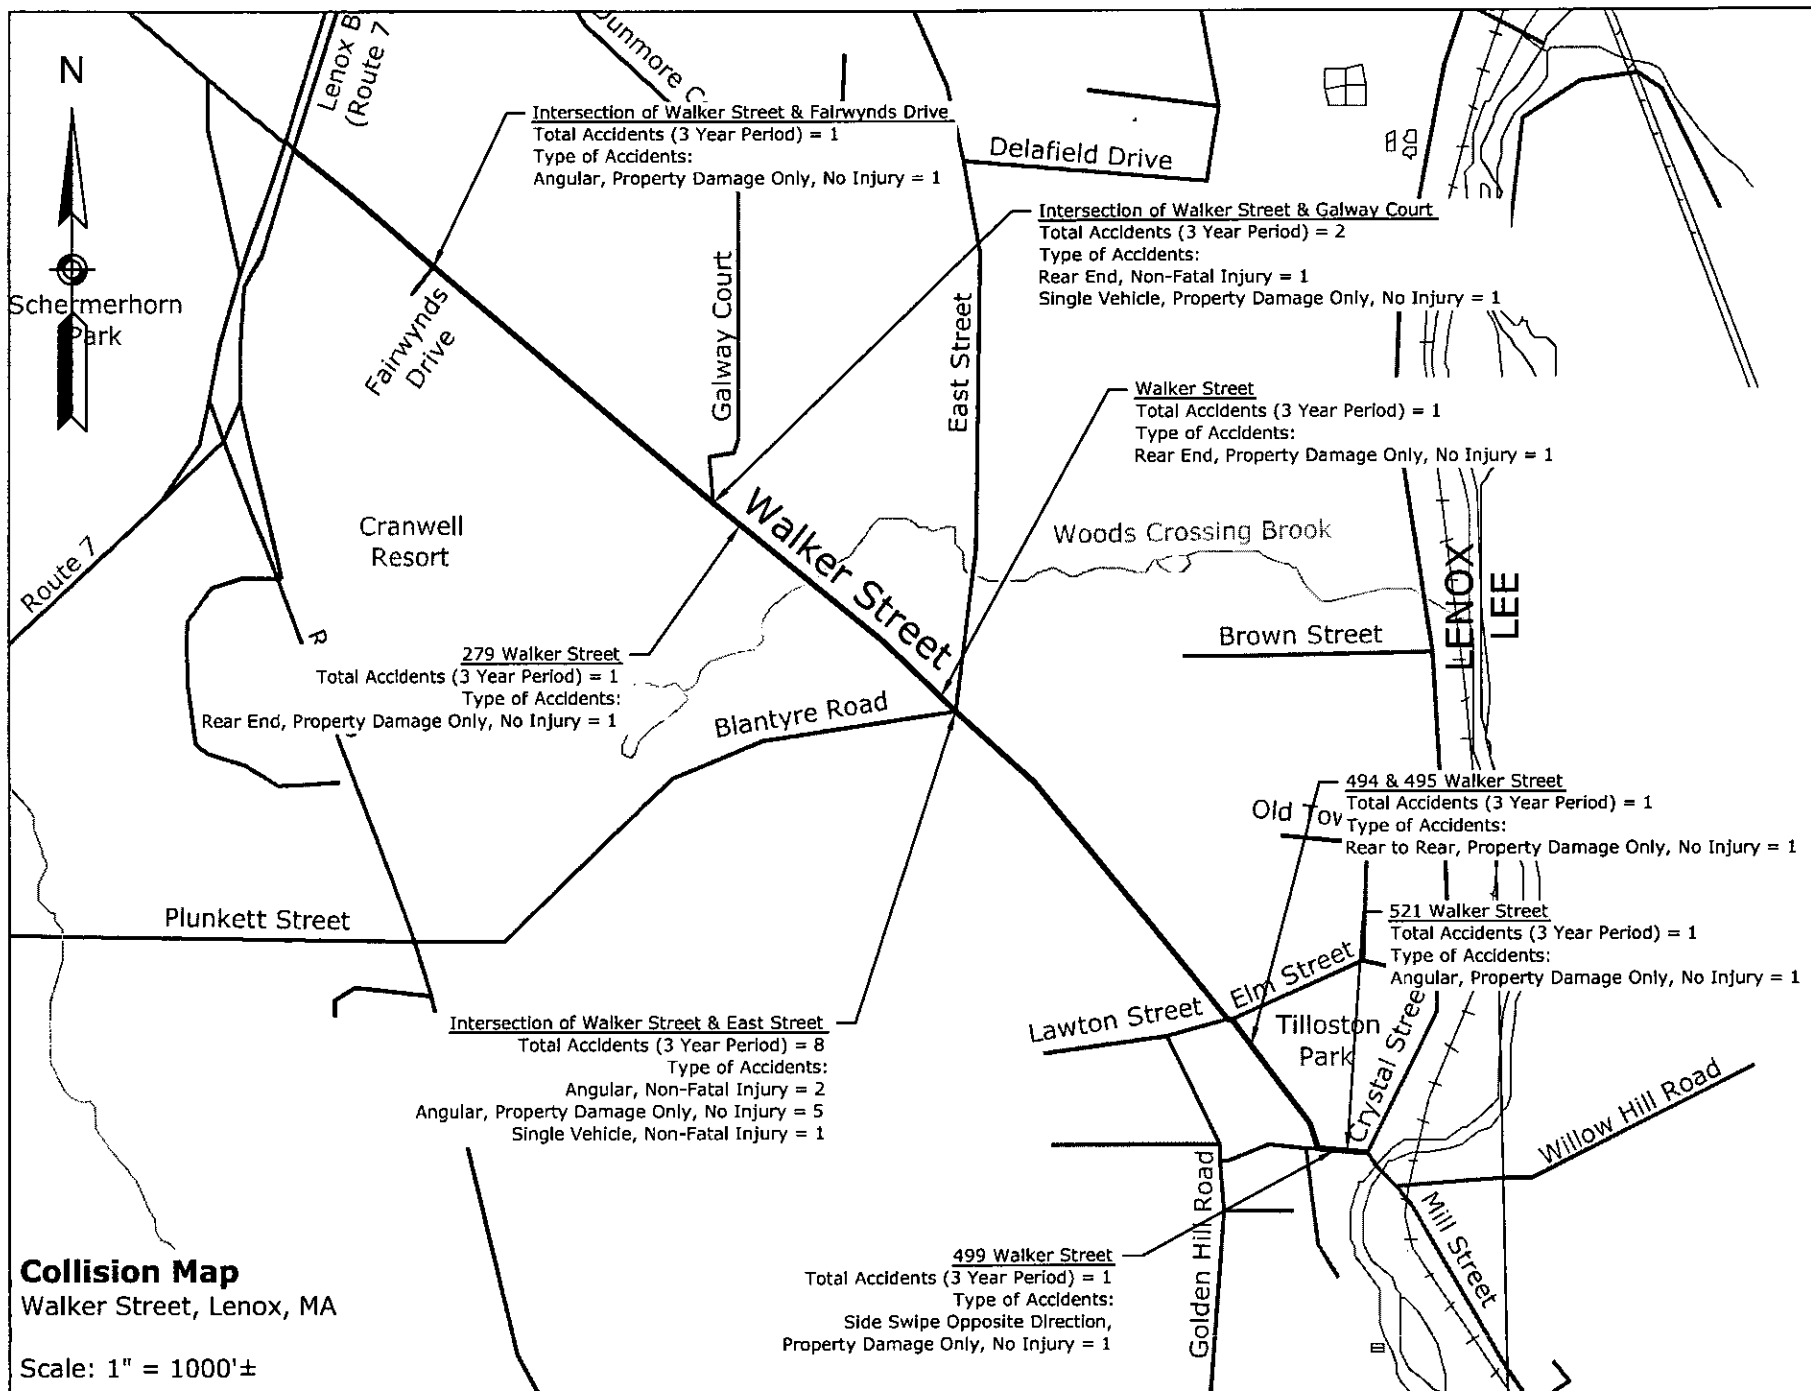 N
Lenox B
(Route 7
Dunmore C
Intersection of Walker Street & Fairwynds Drive
Total Accidents (3 Year Period) = 1
Type of Accidents:
Angular, Property Damage Only, No Injury = 1
Delafield Drive
Intersection of Walker Street & Galway Court
Total Accidents (3 Year Period) = 2
Type of Accidents:
Rear End, Non-Fatal Injury = 1
Single Vehicle, Property Damage Only, No Injury = 1
Schermerhorn
Park
Fairwynds
Drive
Galway Court
East Street
Walker Street
Total Accidents (3 Year Period) = 1
Type of Accidents:
Rear End, Property Damage Only, No Injury = 1
Cranwell
Resort
Walker Street
Woods Crossing Brook
LENOX
LEE
Route 7
Brown Street
R
279 Walker Street
Total Accidents (3 Year Period) = 1
Type of Accidents:
Rear End, Property Damage Only, No Injury = 1
Blantyre Road
494 & 495 Walker Street
Total Accidents (3 Year Period) = 1
Type of Accidents:
Rear to Rear, Property Damage Only, No Injury = 1
Old Tow
Plunkett Street
521 Walker Street
Total Accidents (3 Year Period) = 1
Type of Accidents:
Angular, Property Damage Only, No Injury = 1
Elm Street
Lawton Street
Tilloston
Park
Crystal Stree
Intersection of Walker Street & East Street
Total Accidents (3 Year Period) = 8
Type of Accidents:
Angular, Non-Fatal Injury = 2
Angular, Property Damage Only, No Injury = 5
Single Vehicle, Non-Fatal Injury = 1
Willow Hill Road
Golden Hill Road
Mill Street
499 Walker Street
Total Accidents (3 Year Period) = 1
Type of Accidents:
Side Swipe Opposite Direction,
Property Damage Only, No Injury = 1
Collision Map
Walker Street, Lenox, MA
Scale: 1" = 1000'±